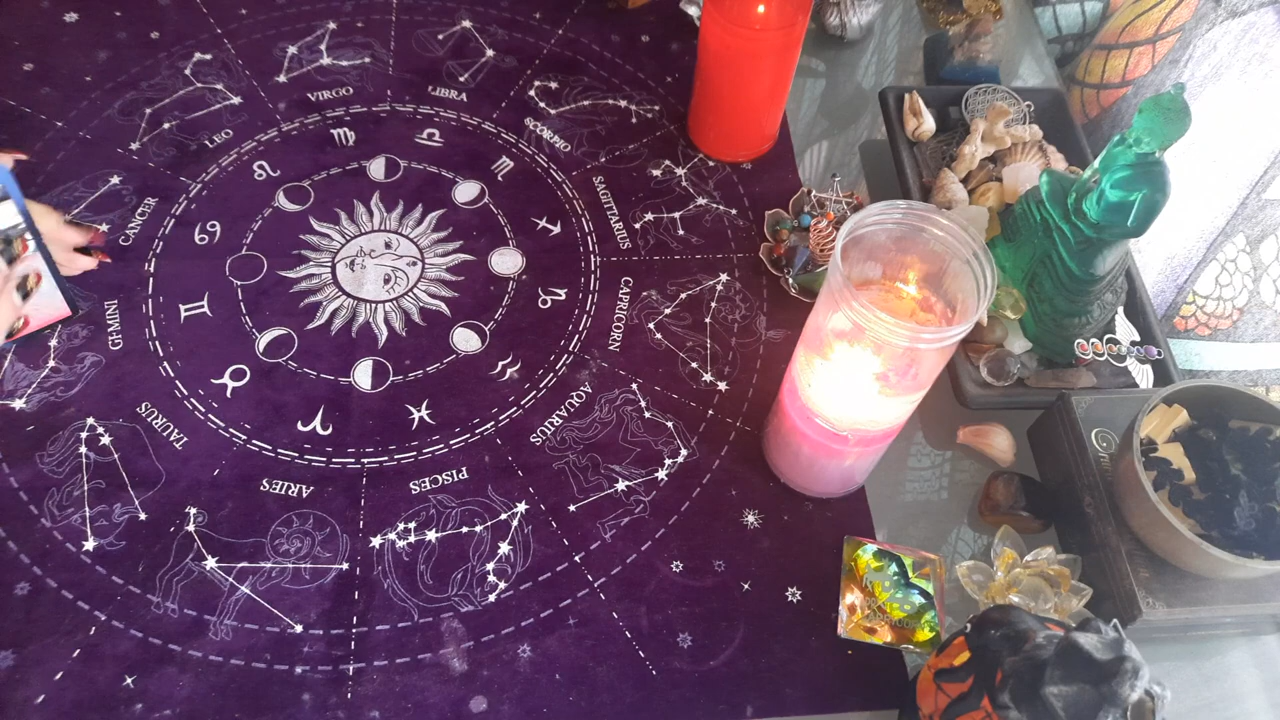 VIRGO
LIBRA
LEO
SCORPIO
CANCER
SAGITTARIUS
GEMINI
CAPRICORN
TAURUS
AQUARIUS
ARIES
PISCES